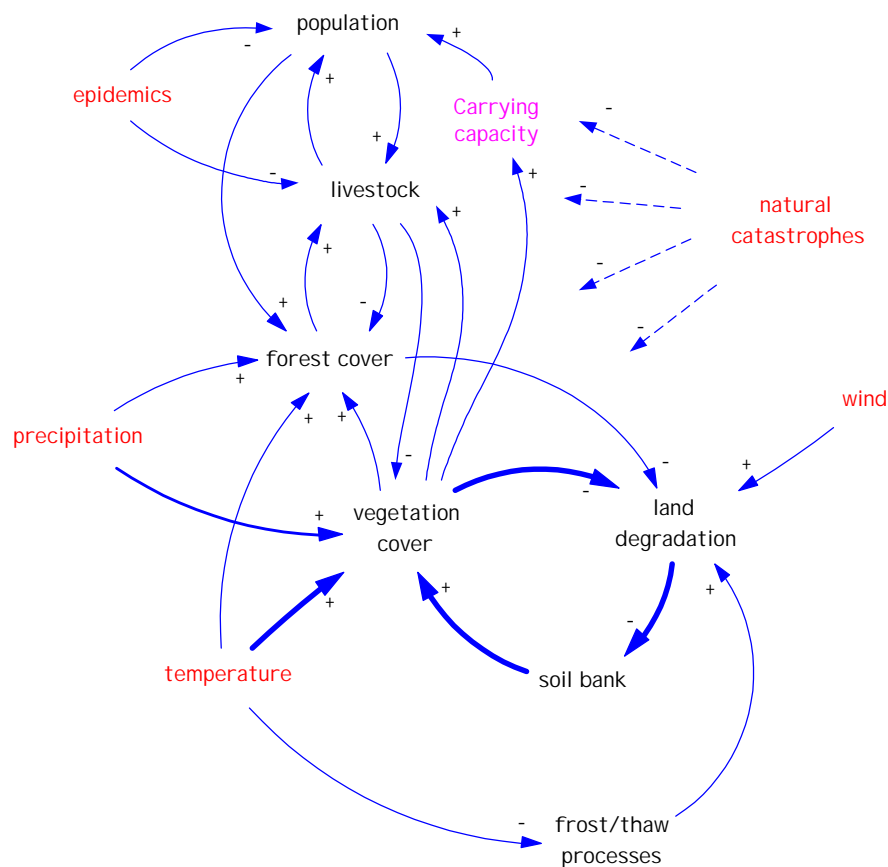 population
-
+
epidemics
-
+
Carrying
capacity
-
+
+
-
-
livestock
natural
catastrophes
+
+
-
-
+
-
-
forest cover
+
wind
precipitation
+
+
-
-
+
+
-
vegetation
cover
land
degradation
+
+
+
+
-
temperature
soil bank
-
frost/thaw
processes